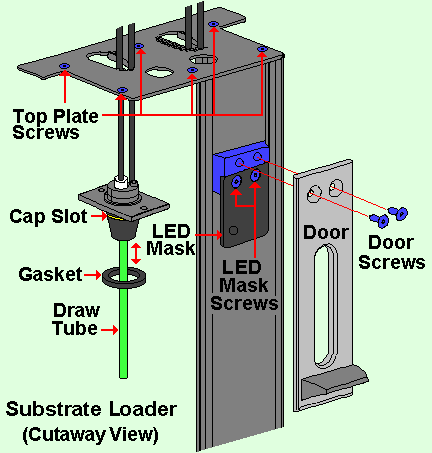 Top Plate
Screws
Cap Slot
LED
Mask
Gasket
Draw
Tube
LED
Mask
Screws
Door
Door
Screws
Substrate Loader
(Cutaway View)